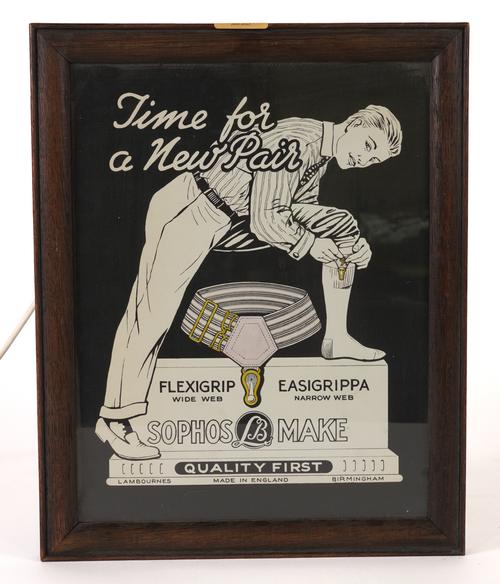 Time for
a New Pair
FLEXIGRIP EASIGRIPPA
WIDE WEB NARROW WEB
SOPHOS LB MAKE
QUALITY FIRST
LAMBOURNES MADE IN ENGLAND BIRMINGHAM